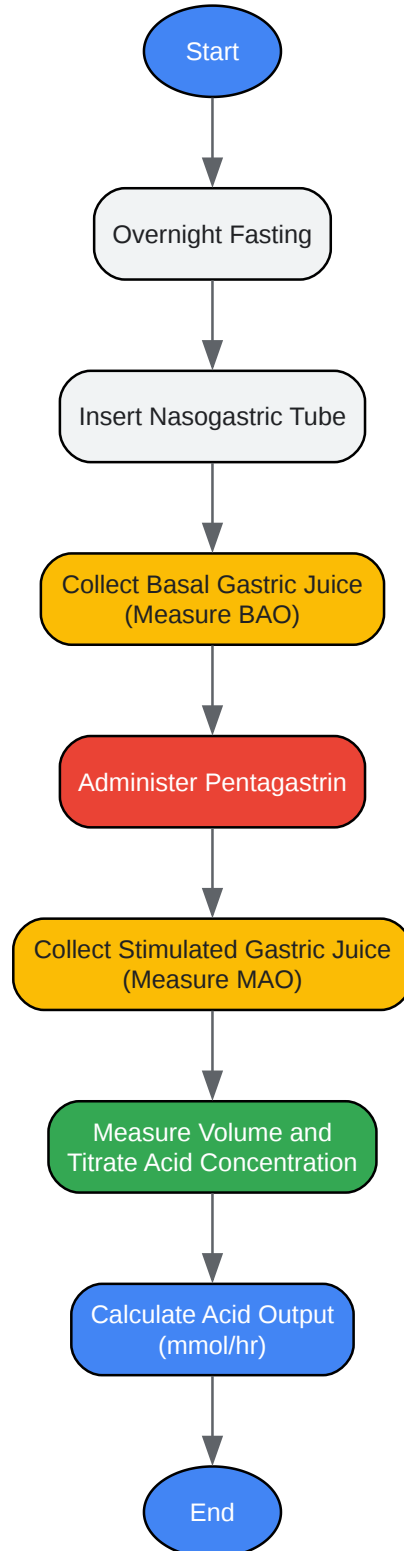 Start
Overnight Fasting
Insert Nasogastric Tube
Collect Basal Gastric Juice
(Measure BAO)
Administer Pentagastrin
Collect Stimulated Gastric Juice
(Measure MAO)
Measure Volume and
Titrate Acid Concentration
Calculate Acid Output
(mmol/hr)
End